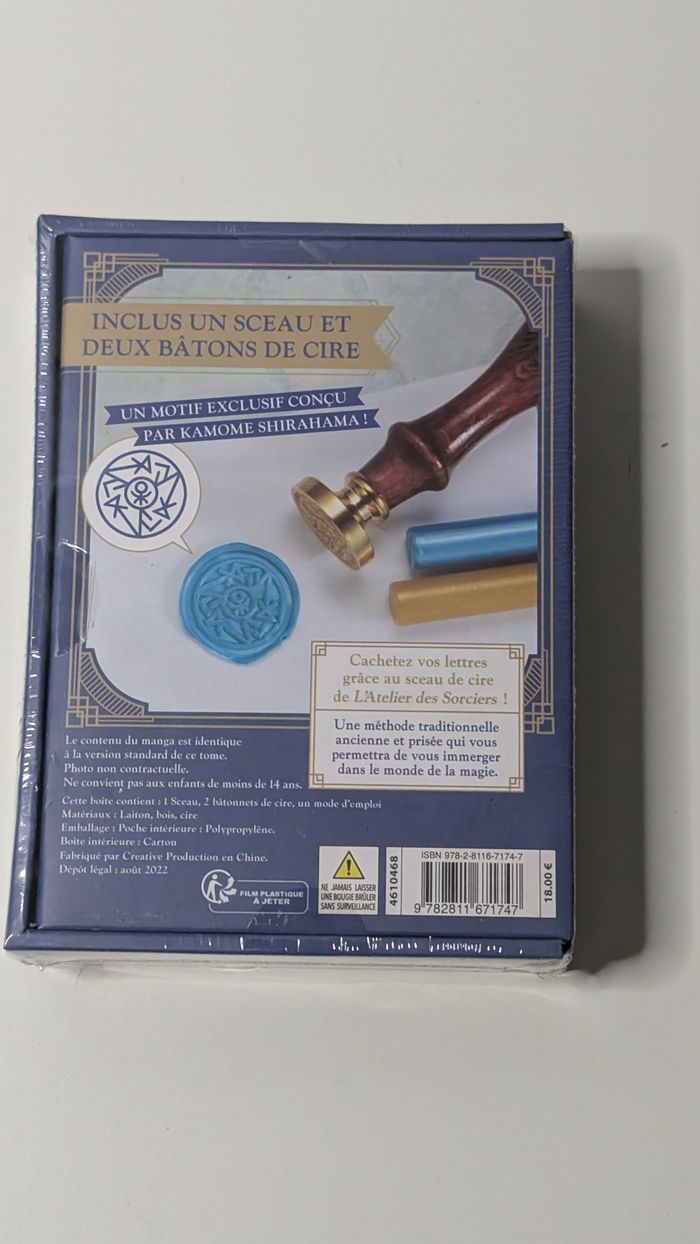 INCLUS UN SCEAU ET
DEUX BÂTONS DE CIRE
UN MOTIF EXCLUSIF CONÇU
PAR KAMOME SHIRAHAMA !
Cachetez vos lettres
grâce au sceau de cire
de L'Atelier des Sorciers !
Une méthode traditionnelle
ancienne et prisée qui vous
permettra de vous immerger
dans le monde de la magie.
Le contenu du manga est identique
à la version standard de ce tome.
Photo non contractuelle.
Ne convient pas aux enfants de moins de 14 ans.
Cette boîte contient : 1 Sceau, 2 bâtonnets de cire, un mode d'emploi
Matériaux : Laiton, bois, cire
Emballage : Poche intérieure : Polypropylène.
Boîte intérieure : Carton
Fabriqué par Creative Production en Chine.
Dépôt légal : août 2022
FILM PLASTIQUE
À JETER
NE JAMAIS LAISSER
UNE BOUGIE BRÛLER
SANS SURVEILLANCE
4610468
ISBN 978-2-8116-7174-7
9 782811 671747
18.00 €